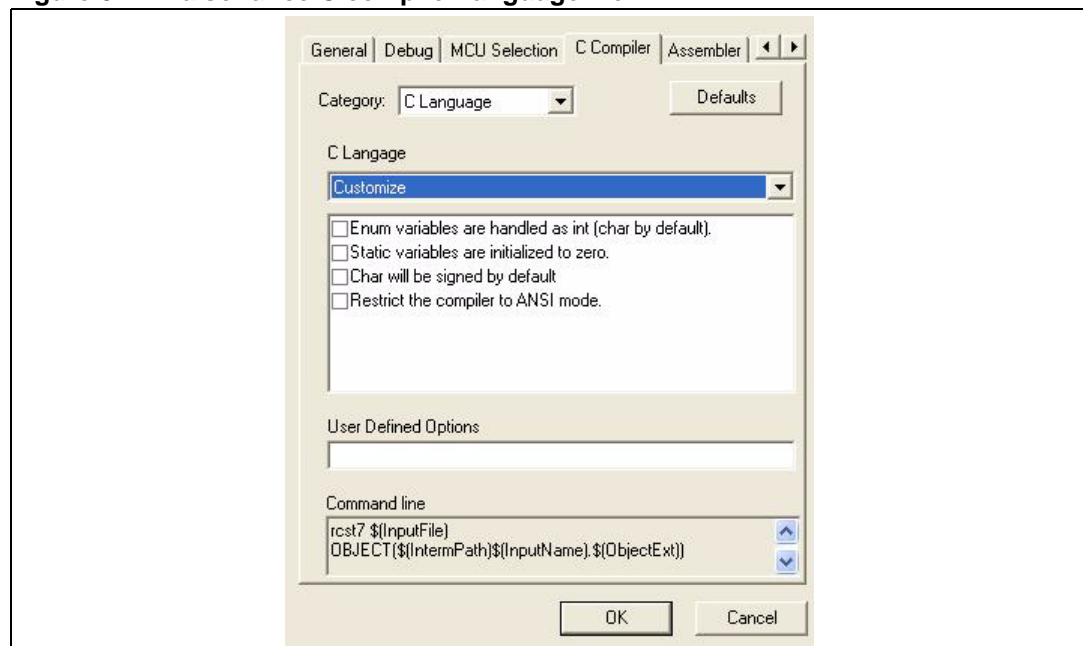 General Debug MCU Selection C Compiler Assembler
Category: C Language Defaults
C Langage
Customize
Enum variables are handled as int (char by default).
Static variables are initialized to zero.
Char will be signed by default
Restrict the compiler to ANSI mode.
User Defined Options
Command line
rcst7 $(InputFile)
OBJECT($(IntermPath)$(InputName).$(ObjectExt))
OK Cancel